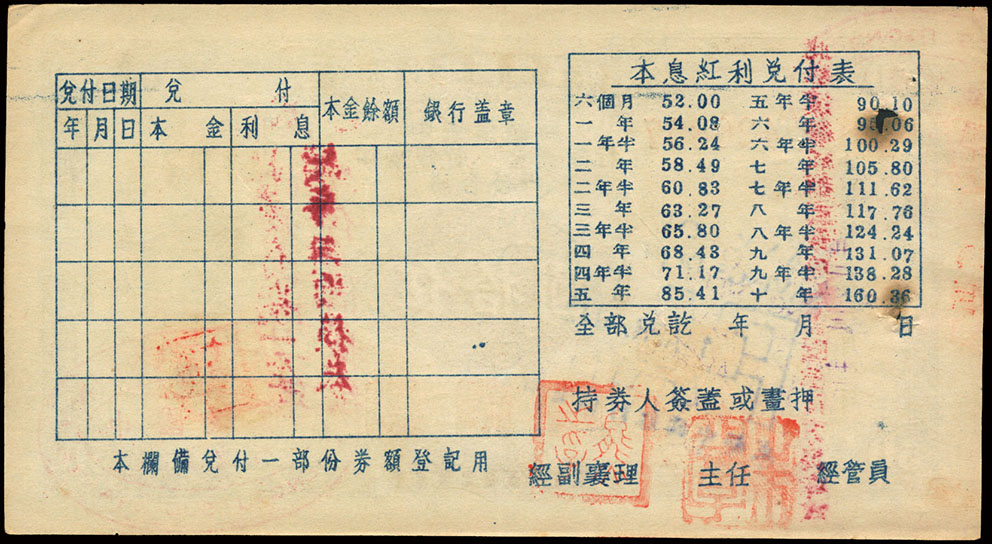 兌付日期 兌付 本金餘額 銀行盖章
年 月 日 本金 利息
本欄備兌付一部份券額登記用
本息紅利兑付表
六個月 52.00 五年半 90.10
一年 54.08 六年
一年半 56.24 六年半 100.29
二年 58.49 七年 105.80
二年半 60.83 七年半 111.62
三年 63.27 八年 117.76
三年半 65.80 八年半 124.24
四年 68.43 九年 131.07
四年半 71.17 九年半 138.28
五年 85.41 十年 160.36
全部兑訖 年 月 日
持券人簽蓋或畫押
經副襄理 主任 經管員